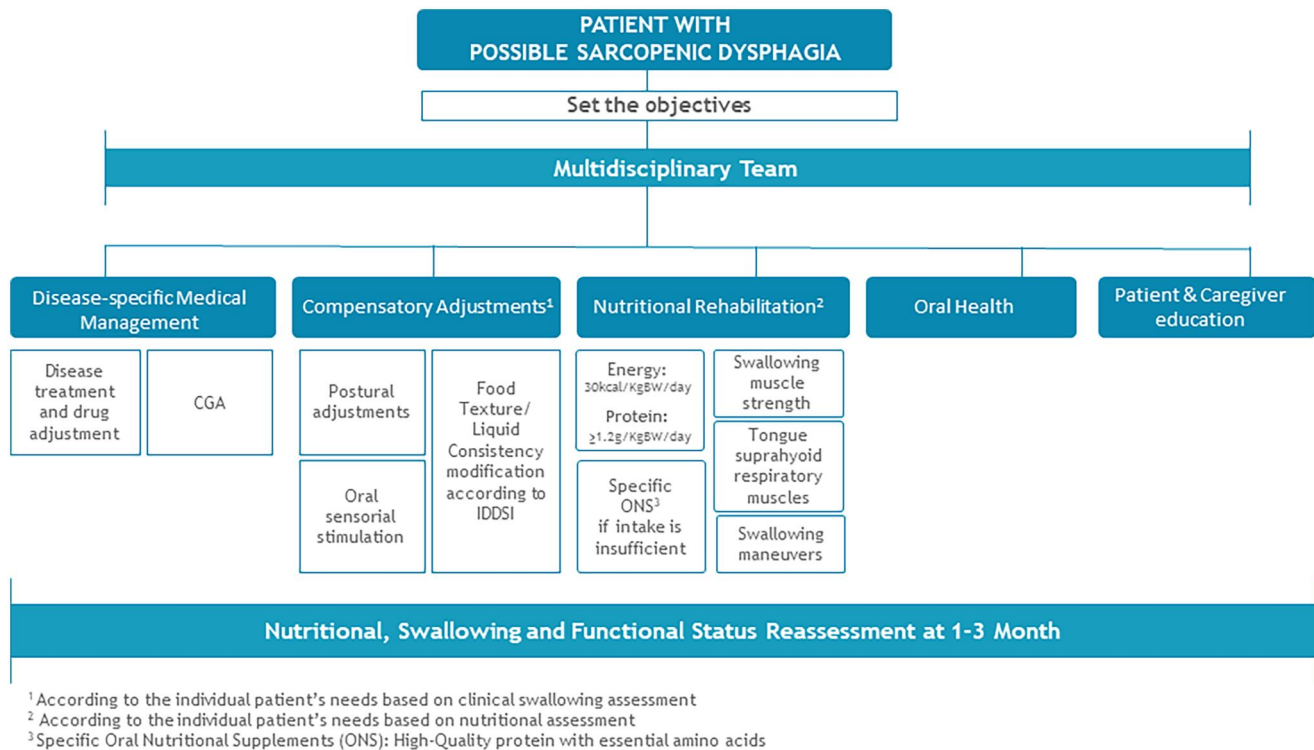 PATIENT WITH
POSSIBLE SARCOPENIC DYSPHAGIA
Set the objectives
Multidisciplinary Team
Disease-specific Medical
Management
Compensatory Adjustments¹
Nutritional Rehabilitation²
Oral Health
Patient & Caregiver
education
Disease
treatment
and drug
adjustment
CGA
Postural
adjustments
Oral
sensorial
stimulation
Food
Texture/
Liquid
Consistency
modification
according to
IDDSI
Energy:
30kcal/KgBW/day
Protein:
≥1.2g/KgBW/day
Specific
ONS³
if intake is
insufficient
Swallowing
muscle
strength
Tongue
suprahyoid
respiratory
muscles
Swallowing
maneuvers
Nutritional, Swallowing and Functional Status Reassessment at 1-3 Month
¹ According to the individual patient's needs based on clinical swallowing assessment
² According to the individual patient's needs based on nutritional assessment
³ Specific Oral Nutritional Supplements (ONS): High-Quality protein with essential amino acids